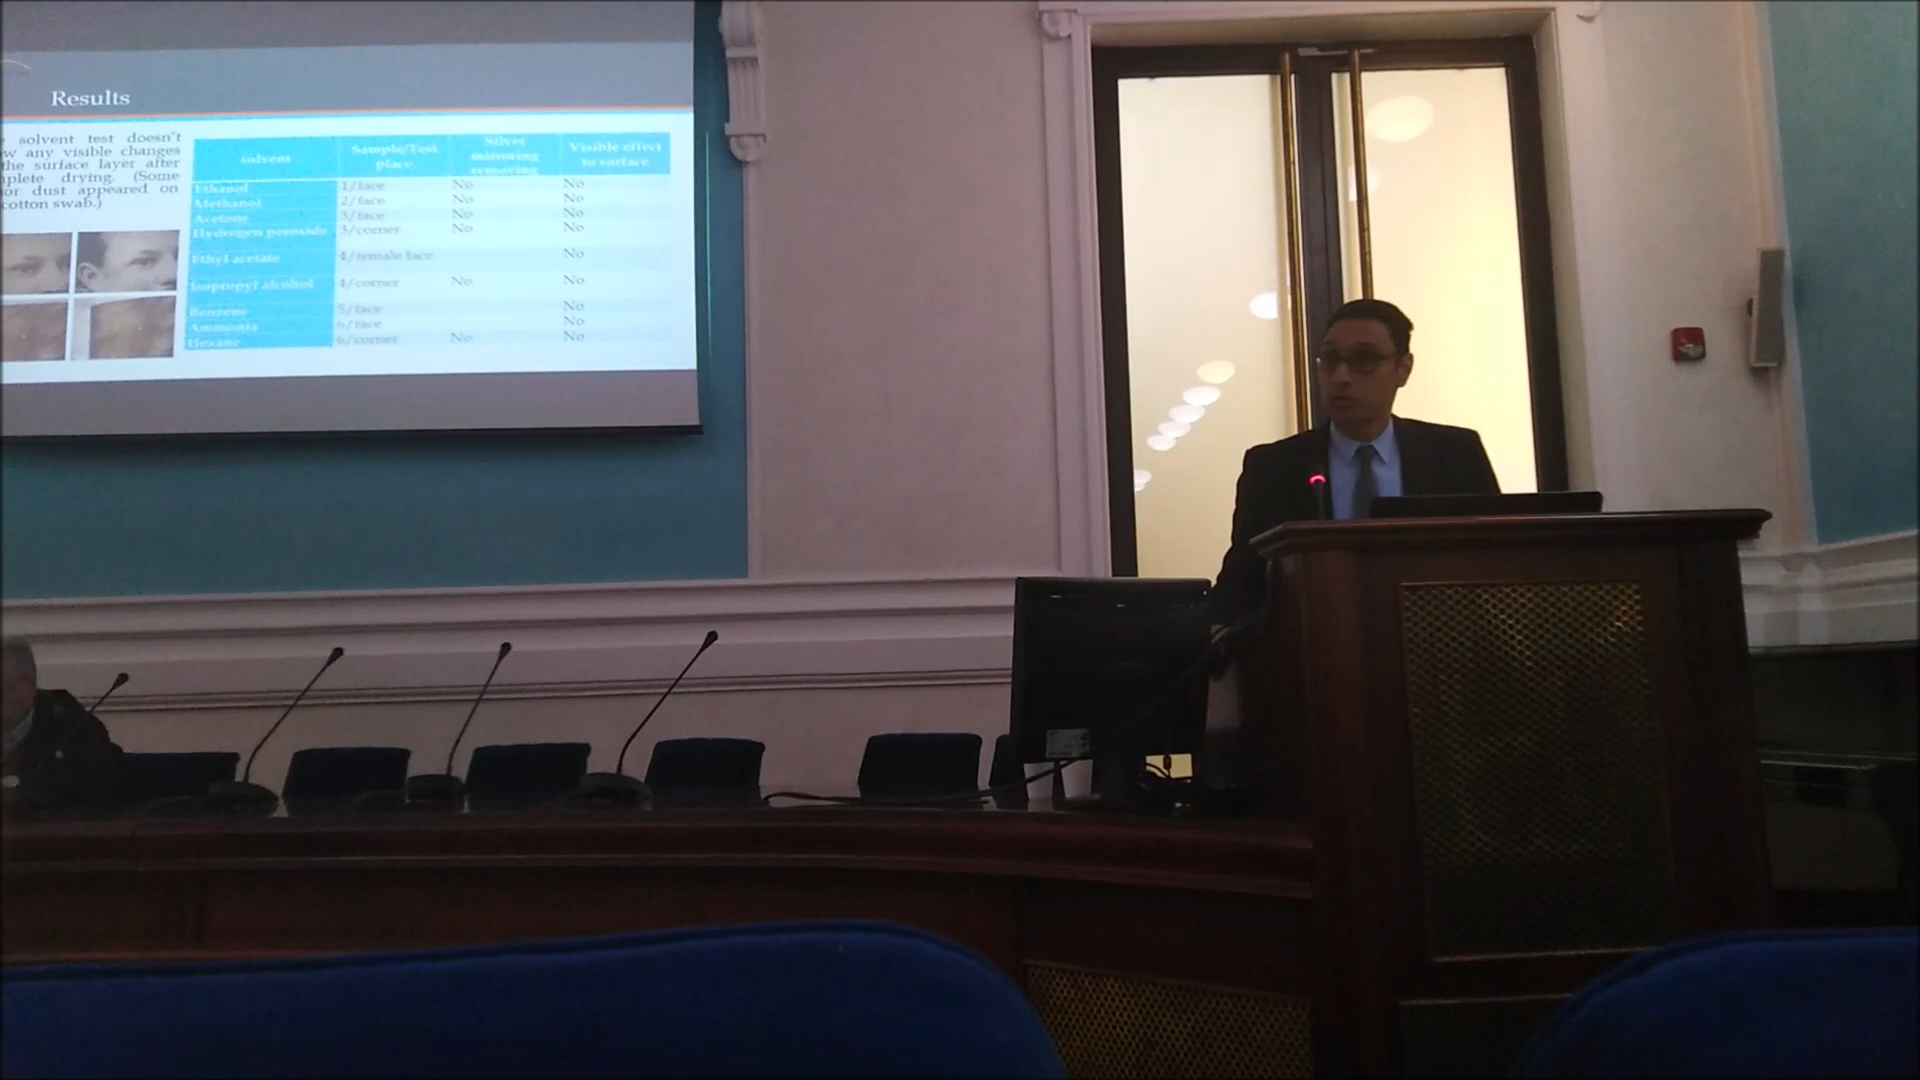 Results
solvent test doesn't
w any visible changes
the surface layer after
plete drying. (Some
or dust appeared on
cotton swab.)
solvent Sample/Test place Silver mirroring removing Visible effect to surface
Ethanol 1/face No No
Methanol 2/face No No
Acetone 3/face No No
Hydrogen peroxide 3/corner No No
Ethyl acetate 4/female face No
Isopropyl alcohol 4/corner No No
Benzene 5/face No
Ammonia 6/face No
Hexane 6/corner No No